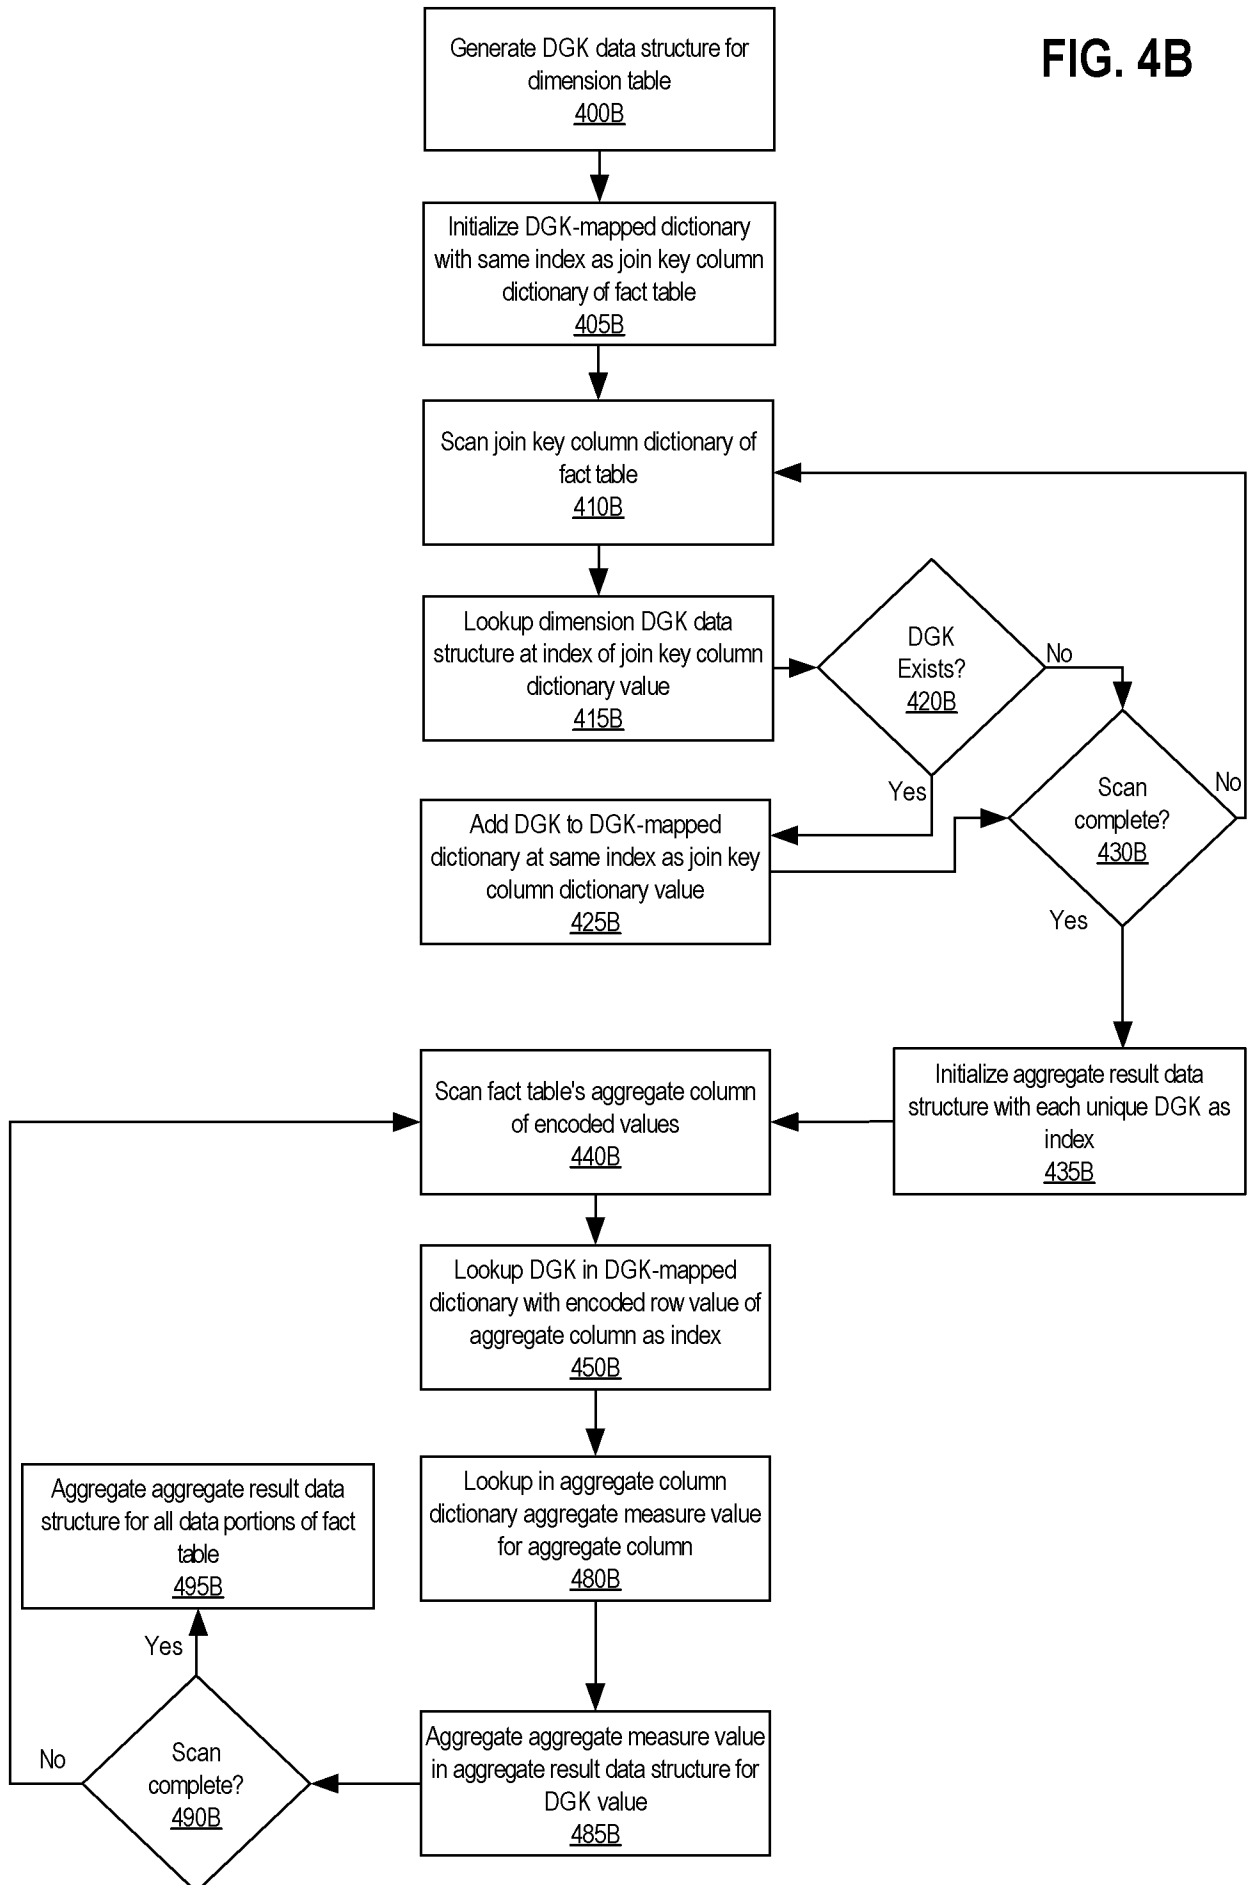 FIG. 4B
Generate DGK data structure for
dimension table
400B
Initialize DGK-mapped dictionary
with same index as join key column
dictionary of fact table
405B
Scan join key column dictionary of
fact table
410B
Lookup dimension DGK data
structure at index of join key column
dictionary value
415B
DGK
Exists?
420B
No
Yes
Add DGK to DGK-mapped
dictionary at same index as join key
column dictionary value
425B
Scan
complete?
430B
No
Yes
Initialize aggregate result data
structure with each unique DGK as
index
435B
Scan fact table's aggregate column
of encoded values
440B
Lookup DGK in DGK-mapped
dictionary with encoded row value of
aggregate column as index
450B
Lookup in aggregate column
dictionary aggregate measure value
for aggregate column
480B
Aggregate aggregate measure value
in aggregate result data structure for
DGK value
485B
Scan
complete?
490B
No
Yes
Aggregate aggregate result data
structure for all data portions of fact
table
495B